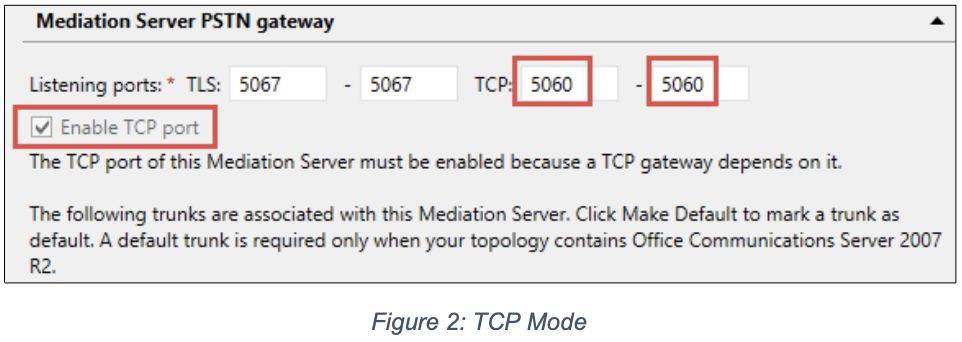 Mediation Server PSTN gateway
Listening ports: * TLS: 5067 - 5067 TCP: 5060 - 5060
Enable TCP port
The TCP port of this Mediation Server must be enabled because a TCP gateway depends on it.
The following trunks are associated with this Mediation Server. Click Make Default to mark a trunk as
default. A default trunk is required only when your topology contains Office Communications Server 2007
R2.
Figure 2: TCP Mode